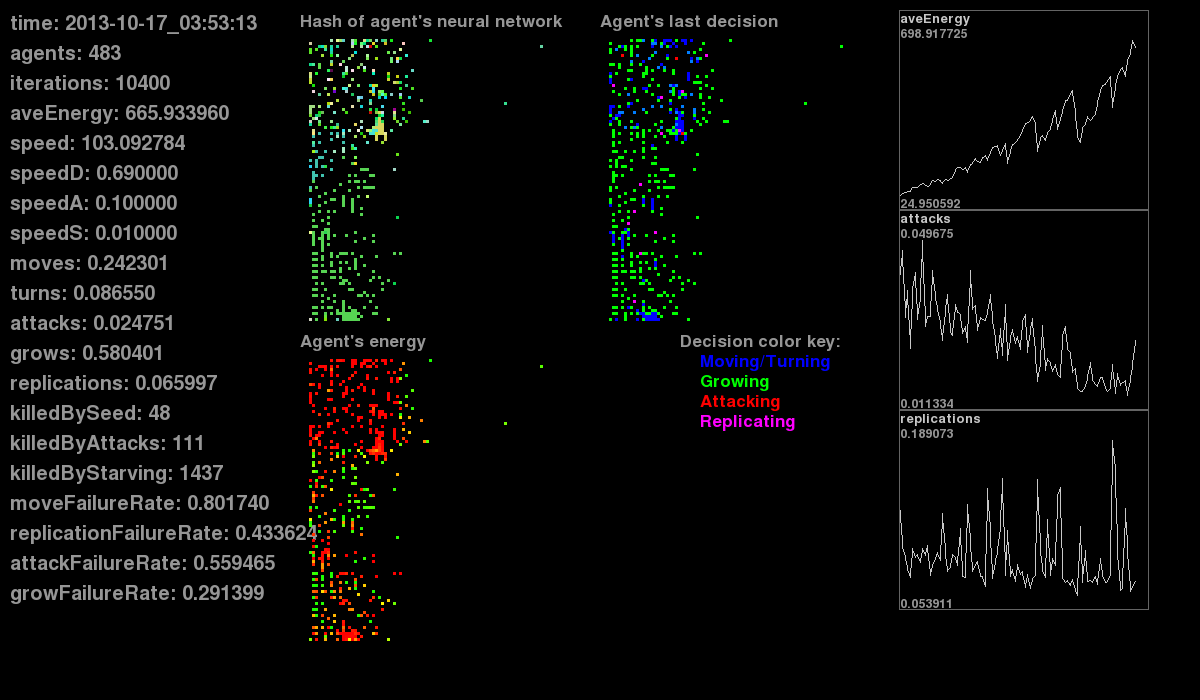 time: 2013-10-17_03:53:13
agents: 483
iterations: 10400
aveEnergy: 665.933960
speed: 103.092784
speedD: 0.690000
speedA: 0.100000
speedS: 0.010000
moves: 0.242301
turns: 0.086550
attacks: 0.024751
grows: 0.580401
replications: 0.065997
killedBySeed: 48
killedByAttacks: 111
killedByStarving: 1437
moveFailureRate: 0.801740
replicationFailureRate: 0.433624
attackFailureRate: 0.559465
growFailureRate: 0.291399
Hash of agent's neural network
Agent's last decision
Agent's energy
Decision color key:
Moving/Turning
Growing
Attacking
Replicating
aveEnergy
698.917725
24.950592
attacks
0.049675
0.011334
replications
0.189073
0.053911